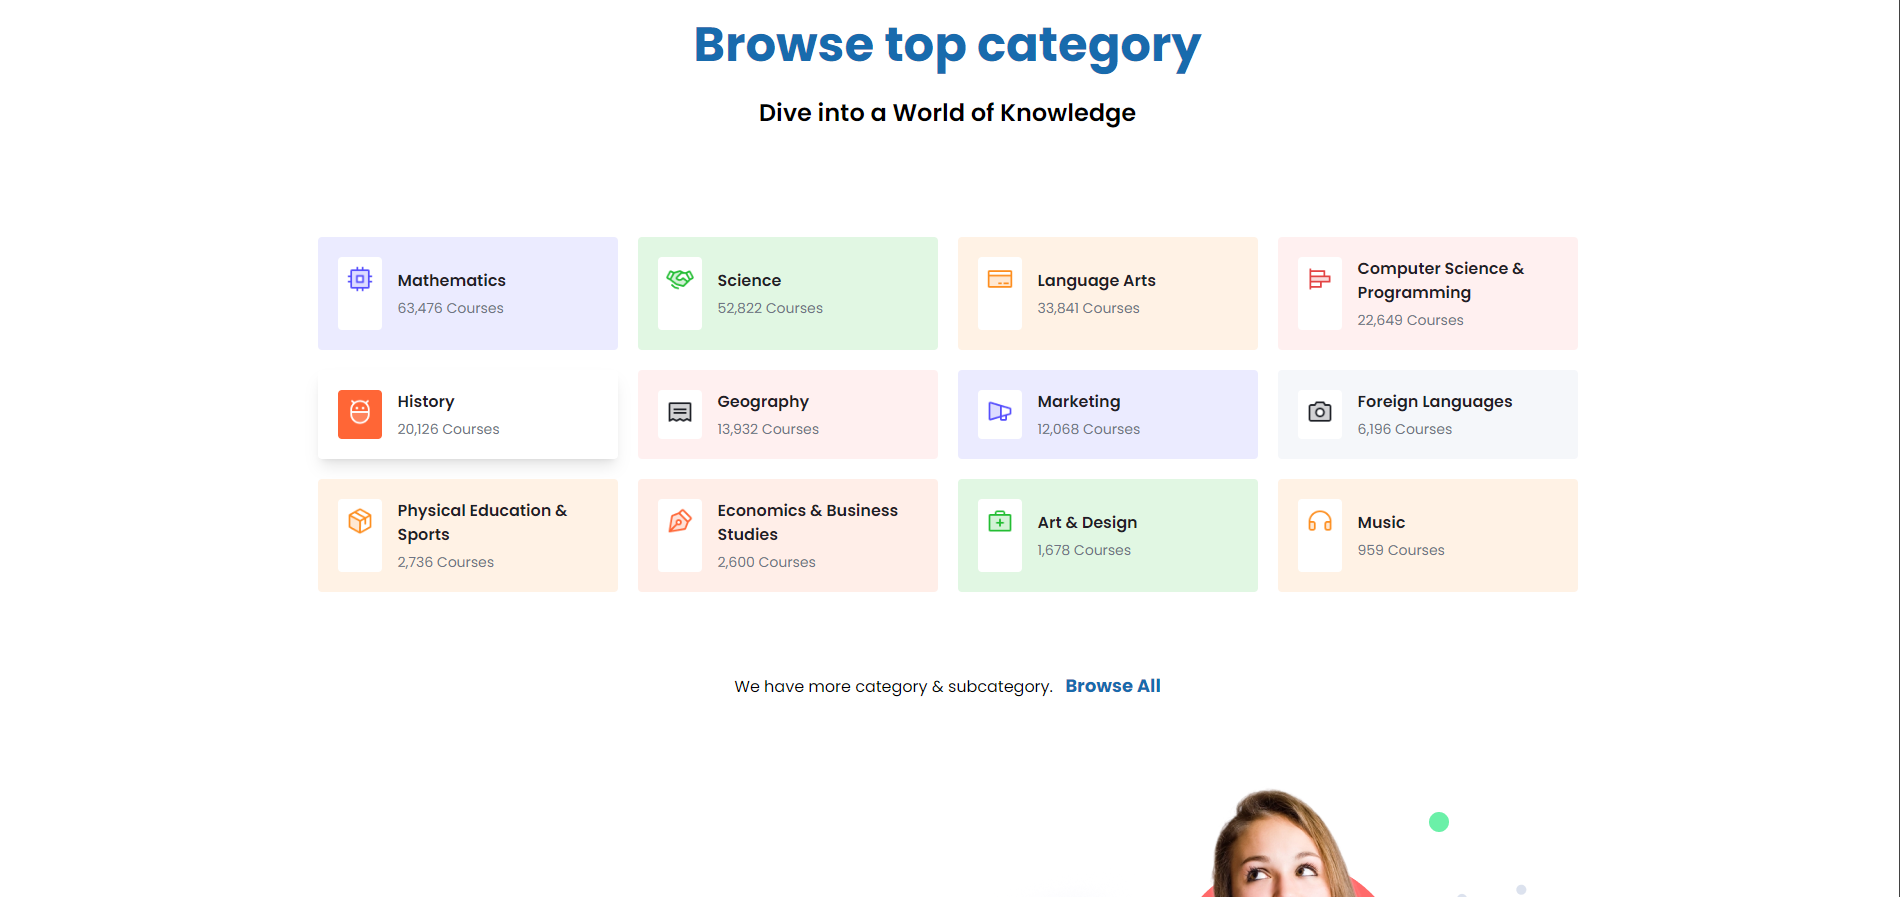 Browse top category
Dive into a World of Knowledge
Mathematics
63,476 Courses
Science
52,822 Courses
Language Arts
33,841 Courses
Computer Science &
Programming
22,649 Courses
History
20,126 Courses
Geography
13,932 Courses
Marketing
12,068 Courses
Foreign Languages
6,196 Courses
Physical Education &
Sports
2,736 Courses
Economics & Business
Studies
2,600 Courses
Art & Design
1,678 Courses
Music
959 Courses
We have more category & subcategory. Browse All